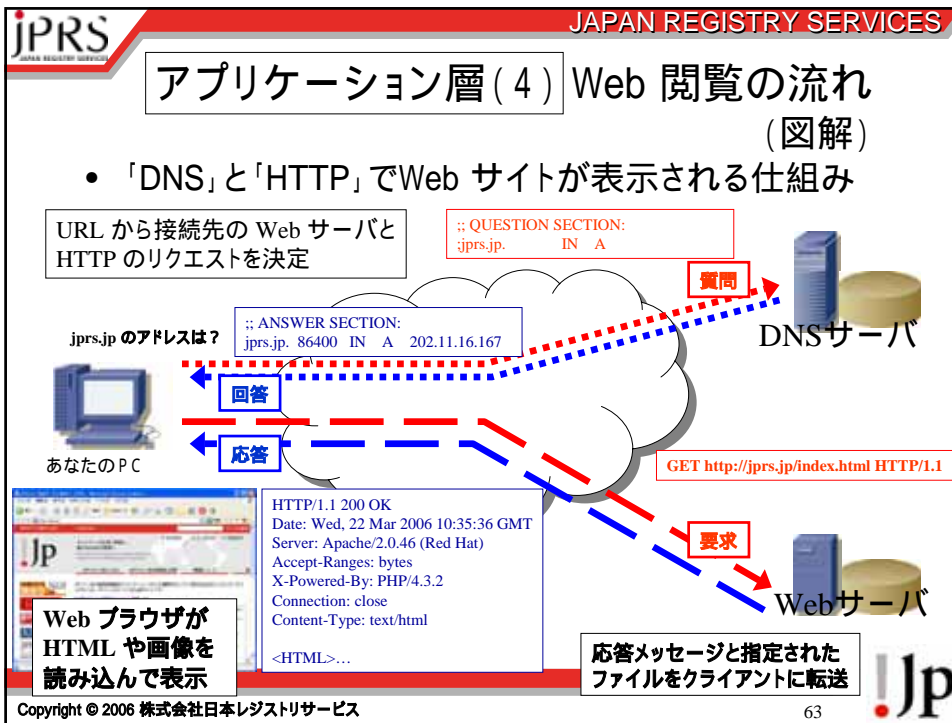 JPRS
JAPAN REGISTRY SERVICES
JAPAN REGISTRY SERVICES
アプリケーション層(4) Web 閲覧の流れ
(図解)
• 「DNS」と「HTTP」でWeb サイトが表示される仕組み
URL から接続先の Web サーバと
HTTP のリクエストを決定
;; QUESTION SECTION:
;jprs.jp. IN A
質問
DNSサーバ
jprs.jp のアドレスは?
;; ANSWER SECTION:
jprs.jp. 86400 IN A 202.11.16.167
回答
応答
あなたのPC
GET http://jprs.jp/index.html HTTP/1.1
要求
Webサーバ
Jp
HTTP/1.1 200 OK
Date: Wed, 22 Mar 2006 10:35:36 GMT
Server: Apache/2.0.46 (Red Hat)
Accept-Ranges: bytes
X-Powered-By: PHP/4.3.2
Connection: close
Content-Type: text/html
<HTML>…
Web ブラウザが
HTML や画像を
読み込んで表示
応答メッセージと指定された
ファイルをクライアントに転送
Copyright © 2006 株式会社日本レジストリサービス
63
!Jp